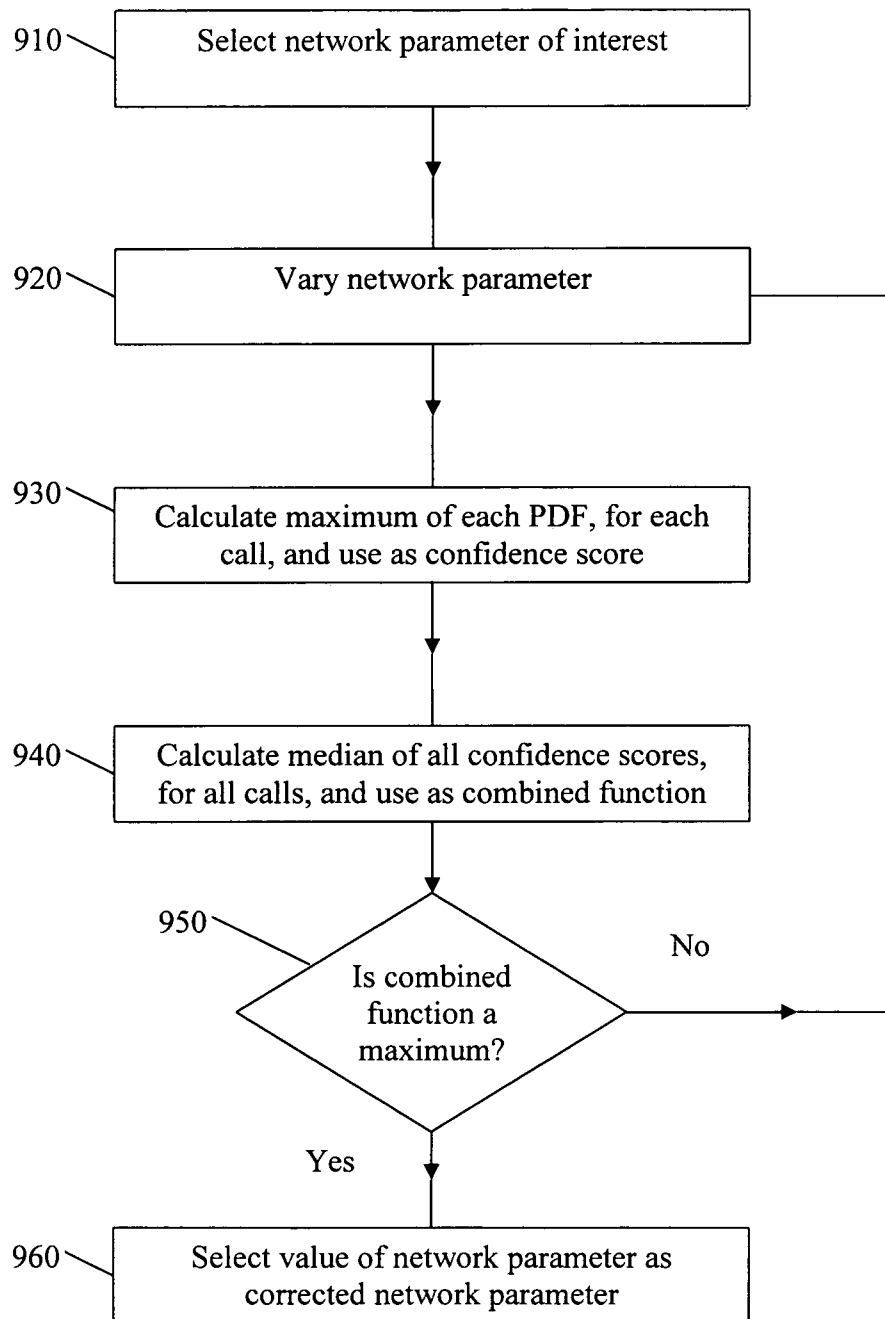 910
Select network parameter of interest
920
Vary network parameter
930
Calculate maximum of each PDF, for each
call, and use as confidence score
940
Calculate median of all confidence scores,
for all calls, and use as combined function
950
Is combined
function a
maximum?
No
Yes
960
Select value of network parameter as
corrected network parameter